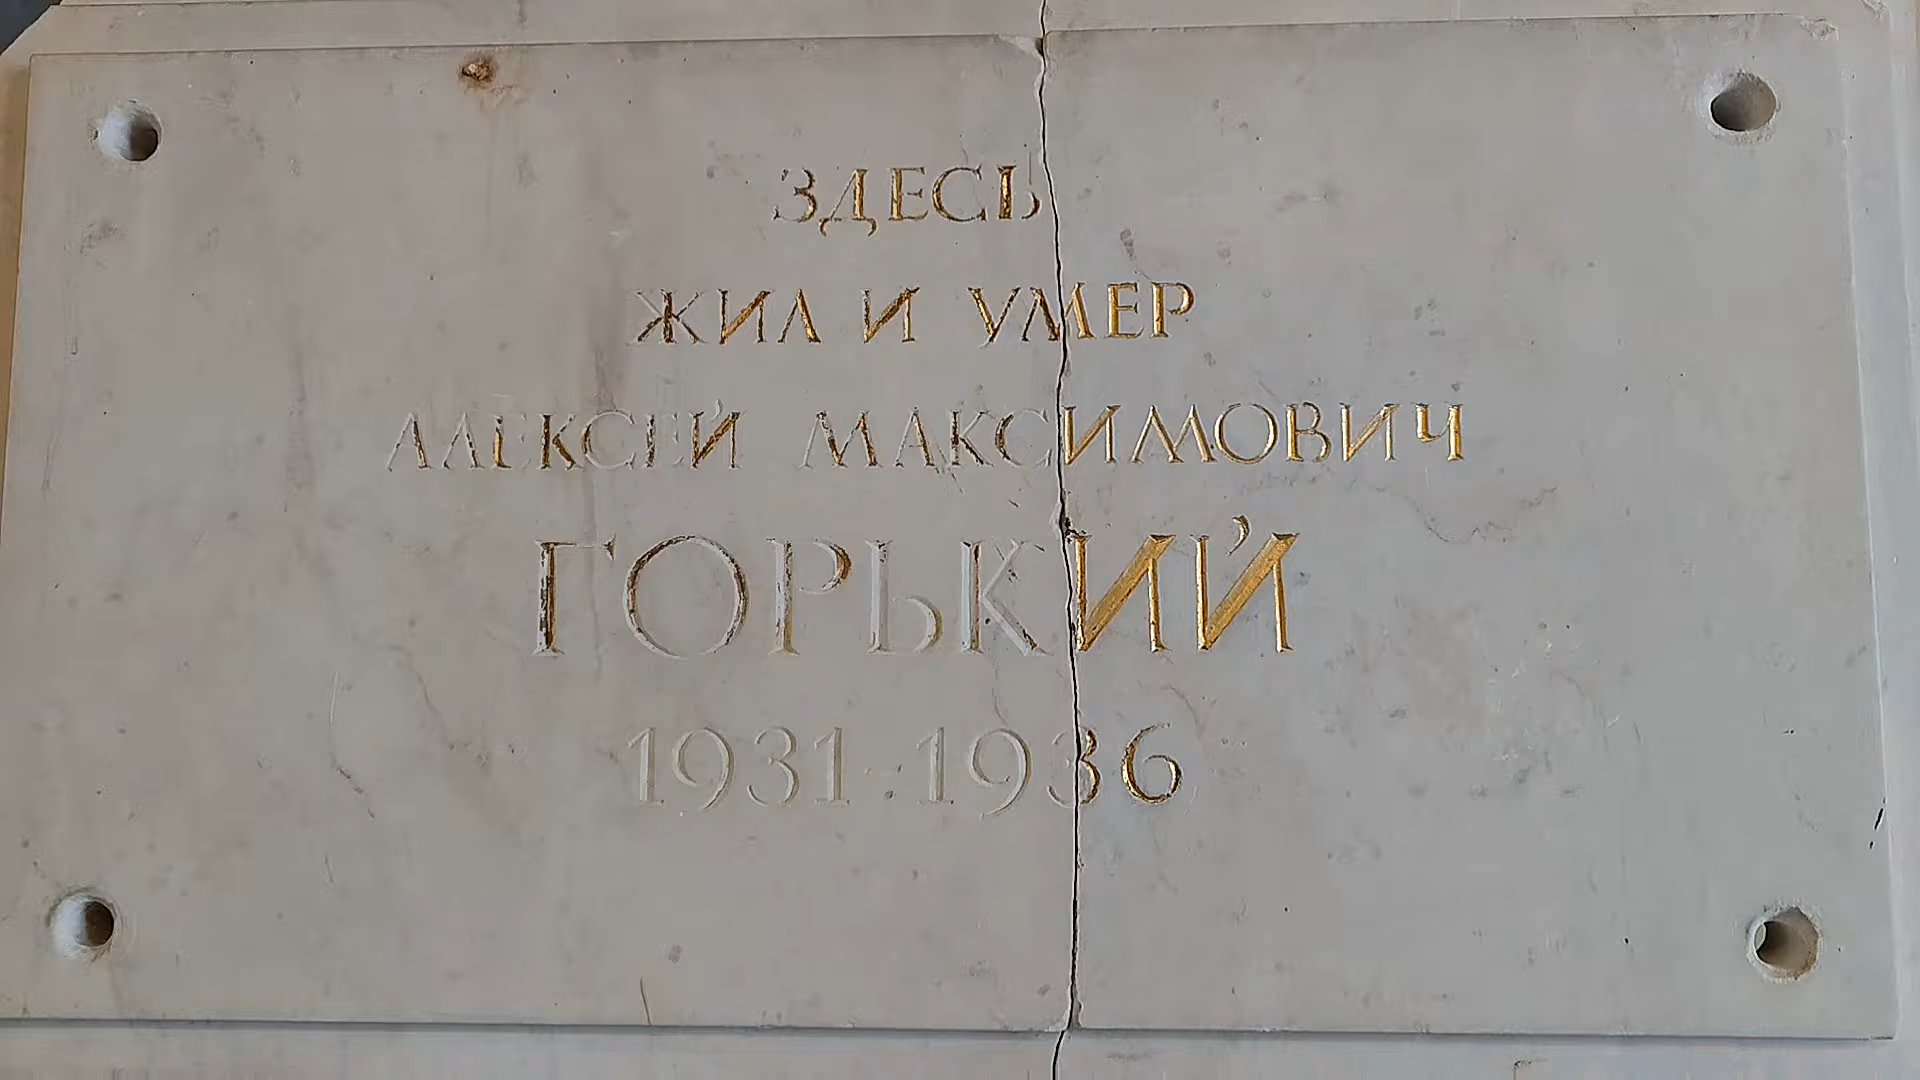 ЗДЕСЬ
ЖИЛ И УМЕР
АЛЕКСЕЙ МАКСИМОВИЧ
ГОРЬКИЙ
1931-1936